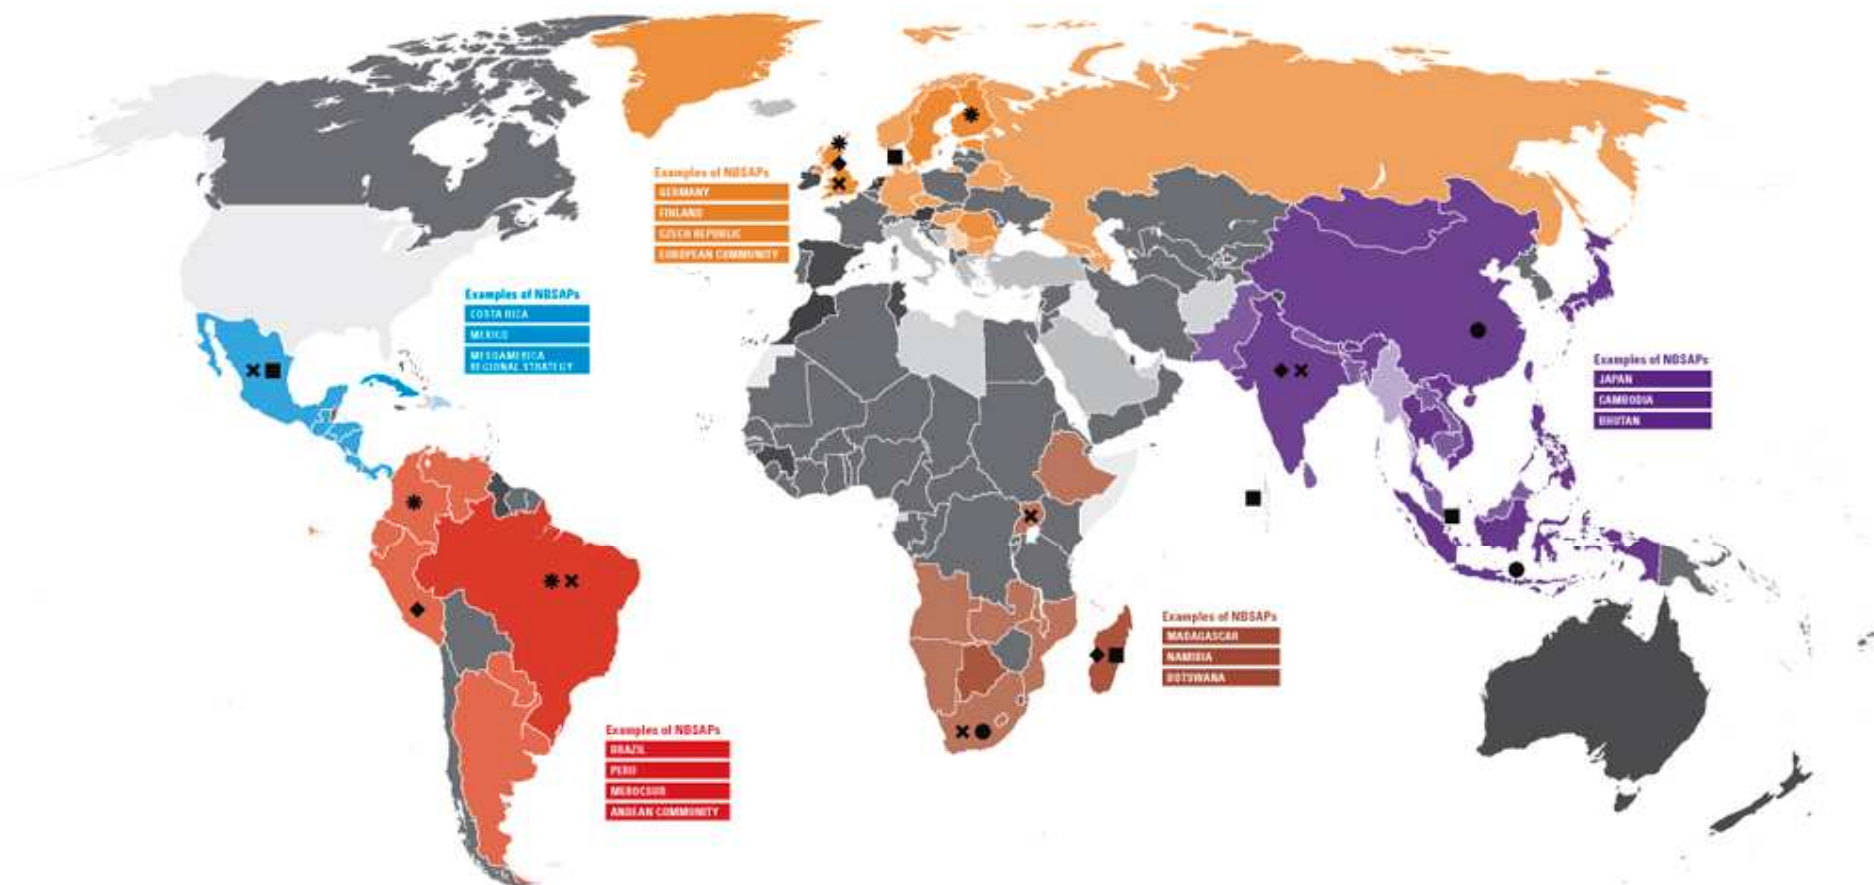 Examples of NBSAPs
GERMANY
FINLAND
CZECH REPUBLIC
EUROPEAN COMMUNITY
Examples of NBSAPs
COSTA RICA
MEXICO
MESOAMERICA
REGIONAL STRATEGY
Examples of NBSAPs
JAPAN
CAMBODIA
BHUTAN
Examples of NBSAPs
MADAGASCAR
NAMIBIA
BOTSWANA
Examples of NBSAPs
BRAZIL
PERU
MEROCSUR
ANDEAN COMMUNITY